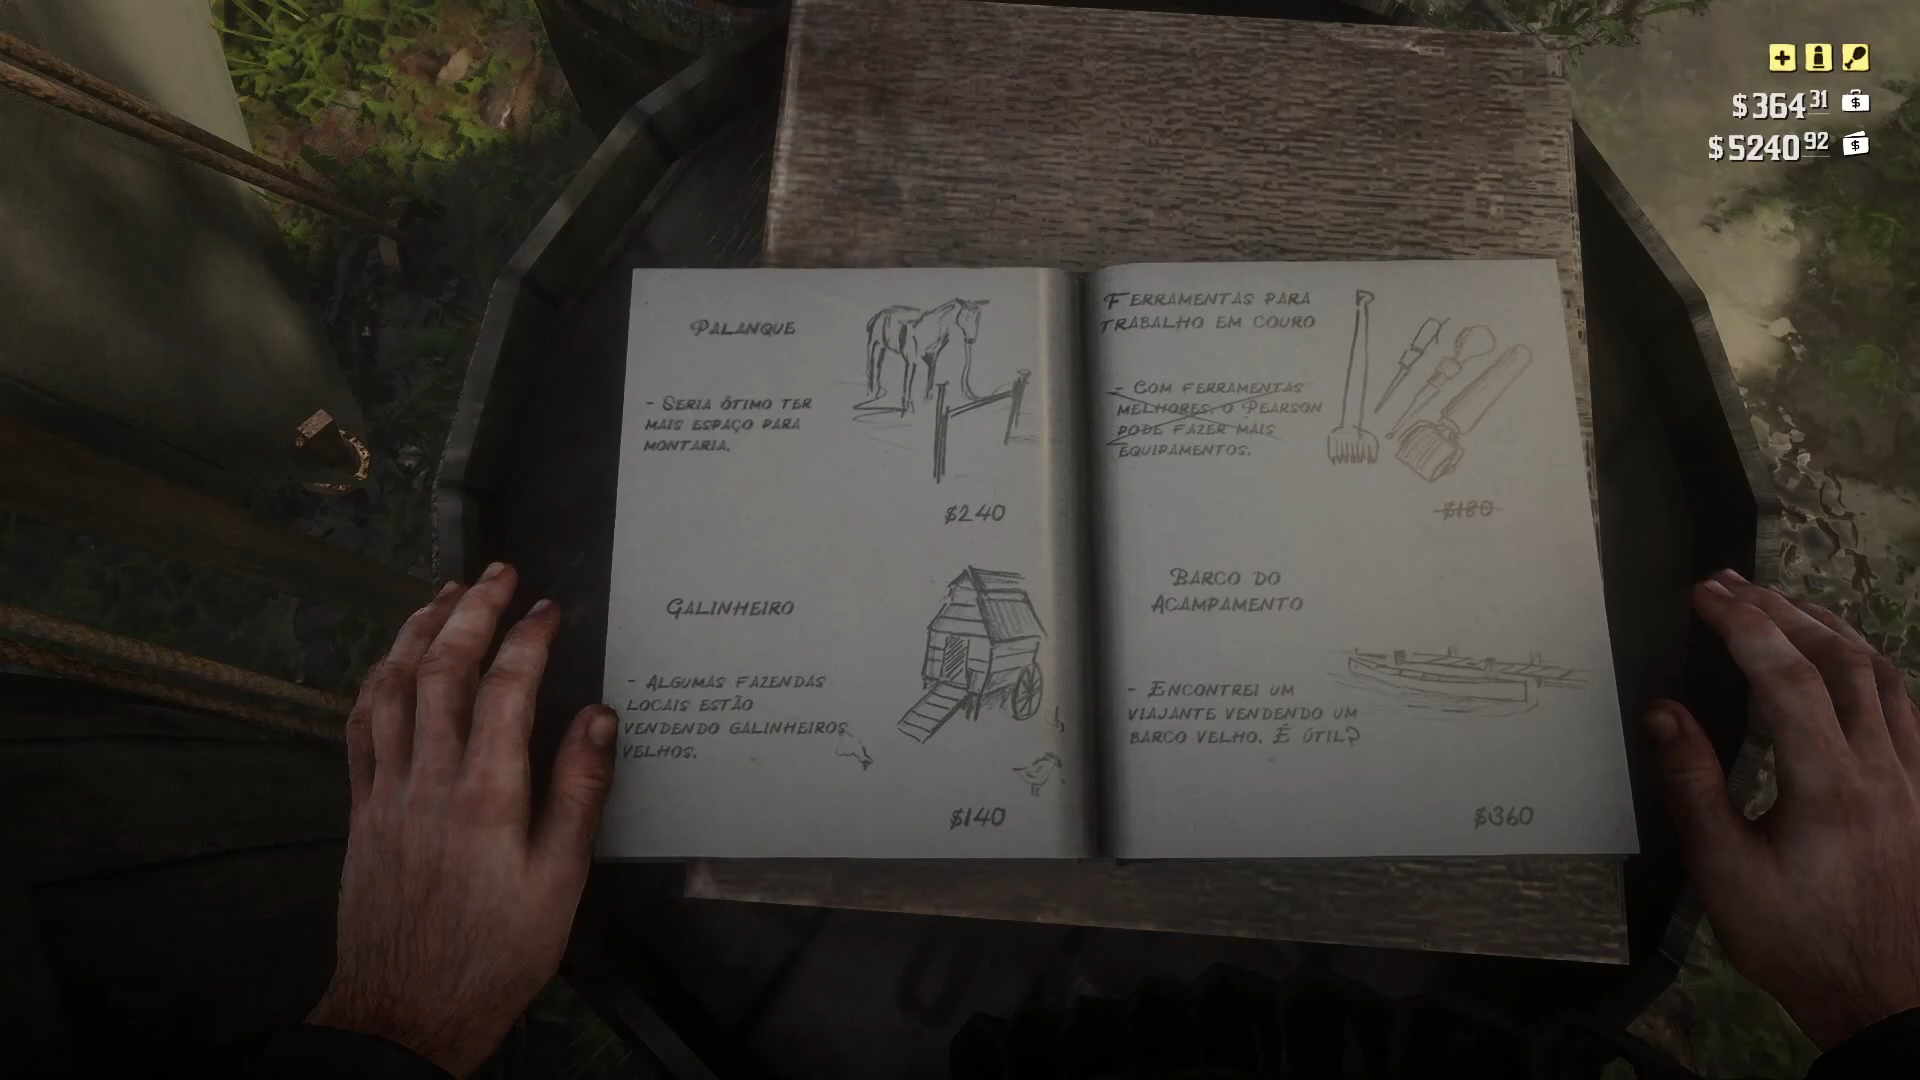 $364.31
$5240.92
PALANQUE
- SERIA ÓTIMO TER
MAIS ESPAÇO PARA
MONTARIA.
$240
GALINHEIRO
- ALGUMAS FAZENDAS
LOCAIS ESTÃO
VENDENDO GALINHEIROS
VELHOS.
$140
FERRAMENTAS PARA
TRABALHO EM COURO
- COM FERRAMENTAS
MELHORES, O PEARSON
PODE FAZER MAIS
EQUIPAMENTOS.
$180
BARCO DO
ACAMPAMENTO
- ENCONTREI UM
VIAJANTE VENDENDO UM
BARCO VELHO. É ÚTIL?
$360